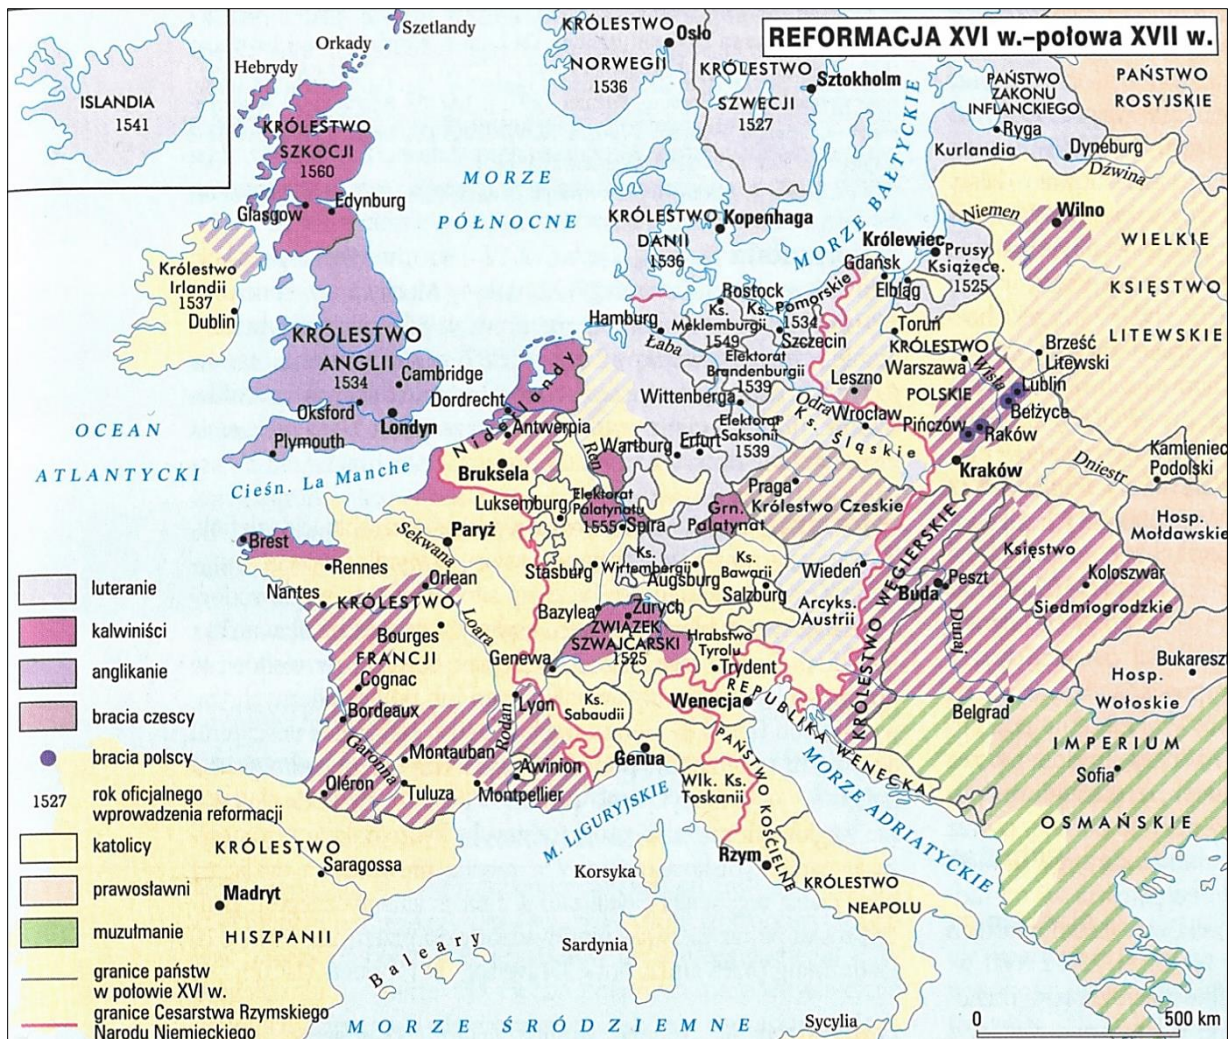 REFORMACJA XVI w.–połowa XVII w.
ISLANDIA
1541
Szetlandy
Orkady
Hebrydy
KRÓLESTWO
SZKOCJI
1560
Glasgow
Edynburg
KRÓLESTWO
NORWEGII
1536
Oslo
KRÓLESTWO
SZWECJI
1527
Sztokholm
PAŃSTWO
ZAKONU
INFLANCKIEGO
Ryga
PAŃSTWO
ROSYJSKIE
Kurlandia
Dyneburg
Dźwina
MORZE
PÓŁNOCNE
MORZE BAŁTYCKIE
KRÓLESTWO
DANII
1536
Kopenhaga
Królewiec
Prusy
Książęce
1525
Niemen
Wilno
WIELKIE
KSIĘSTWO
LITEWSKIE
Królestwo
Irlandii
1537
Dublin
KRÓLESTWO
ANGLII
1534
Cambridge
Oksford
Londyn
Plymouth
OCEAN
ATLANTYCKI
Cieśn. La Manche
Gdańsk
Elbląg
Rostock
Ks. Pomorskie
1534
Szczecin
Ks.
Meklemburgii
1549
Hamburg
Łaba
Elektorat
Brandenburgii
1539
Wittenberga
Toruń
KRÓLESTWO
POLSKIE
Warszawa
Wisła
Brześć
Litewski
Leszno
Lublin
Bełżyce
Pińczów
Raków
Kraków
Odra
Wrocław
Ks. Śląskie
Niderlandy
Dordrecht
Antwerpia
Bruksela
Ren
Wartburg
Erfurt
Elektorat
Saksonii
1539
Luksemburg
Elektorat
Palatynatu
1555
Spira
Grn.
Palatynat
Praga
Królestwo Czeskie
Kamieniec
Podolski
Dniestr
Hosp.
Mołdawskie
Sekwana
Paryż
Brest
Rennes
Nantes
Orlean
KRÓLESTWO
FRANCJI
Bourges
Loara
Cognac
Bordeaux
Garonna
Montauban
Oléron
Tuluza
Montpellier
Awinion
Rodan
Lyon
Stasburg
Ks.
Wirtembergii
Augsburg
Ks.
Bawarii
Salzburg
Wiedeń
Arcyks.
Austrii
Bazylea
Zurych
ZWIĄZEK
SZWAJCARSKI
1525
Genewa
Hrabstwo
Tyrolu
Trydent
Ks.
Sabaudii
Wenecja
REPUBLIKA WENECKA
Genua
KRÓLESTWO WĘGIERSKIE
Buda
Peszt
Dunaj
Księstwo
Siedmiogrodzkie
Koloszwar
Bukareszt
Hosp.
Wołoskie
Belgrad
IMPERIUM
OSMAŃSKIE
Sofia
MORZE ADRIATYCKIE
M. LIGURYJSKIE
Wlk. Ks.
Toskanii
PAŃSTWO KOŚCIELNE
Rzym
KRÓLESTWO
NEAPOLU
Korsyka
Sardynia
Sycylia
KRÓLESTWO
HISZPANII
Saragossa
Madryt
Baleary
MORZE ŚRÓDZIEMNE
luteranie
kalwiniści
anglikanie
bracia czescy
bracia polscy
1527 rok oficjalnego
wprowadzenia reformacji
katolicy
prawosławni
muzułmanie
granice państw
w połowie XVI w.
granice Cesarstwa Rzymskiego
Narodu Niemieckiego
0 500 km